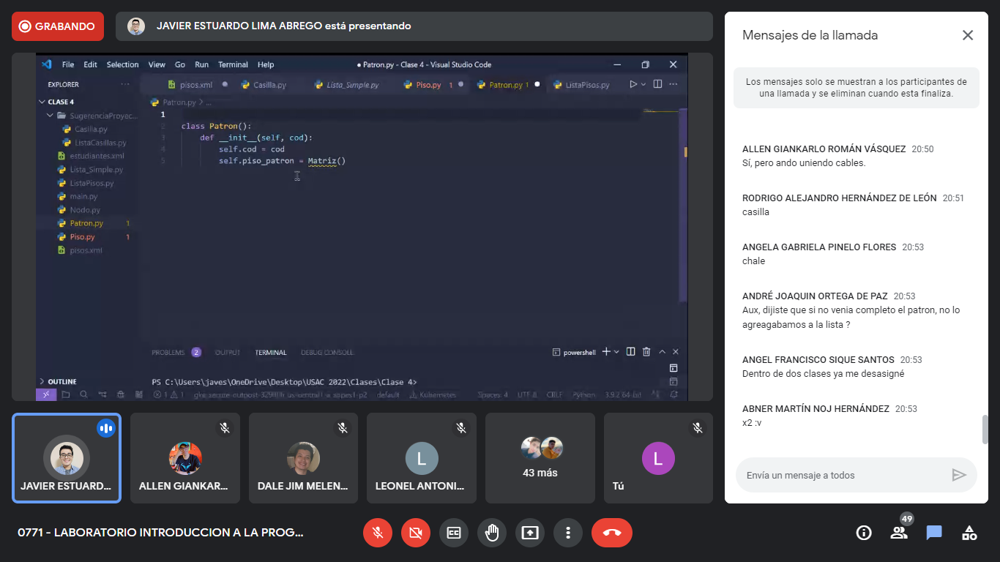 GRABANDO
JAVIER ESTUARDO LIMA ABREGO está presentando
File Edit Selection View Go Run Terminal Help
● Patron.py - Clase 4 - Visual Studio Code
EXPLORER
CLASE 4
SugerenciaProyec...
Casilla.py
ListaCasillas.py
estudiantes.xml
Lista_Simple.py
ListaPisos.py
main.py
Nodo.py
Patron.py 1
Piso.py 1
pisos.xml
OUTLINE
pisos.xml
Casilla.py
Lista_Simple.py
Piso.py 1
Patron.py 1
ListaPisos.py
Patron.py > ...
1
2 class Patron():
3 def __init__(self, cod):
4 self.cod = cod
5 self.piso_patron = Matriz()
PROBLEMS 2 OUTPUT TERMINAL DEBUG CONSOLE
powershell
PS C:\Users\javes\OneDrive\Desktop\USAC 2022\Clases\Clase 4>
1 1
default
Kubernetes
Spaces: 4
UTF-8
CRLF
Python
3.9.2 64-bit
JAVIER ESTUARD...
ALLEN GIANKAR...
DALE JIM MELEN...
L
LEONEL ANTONI...
43 más
L
Tú
0771 - LABORATORIO INTRODUCCION A LA PROG...
49
Mensajes de la llamada
Los mensajes solo se muestran a los participantes de
una llamada y se eliminan cuando esta finaliza.
ALLEN GIANKARLO ROMÁN VÁSQUEZ 20:50
Sí, pero ando uniendo cables.
RODRIGO ALEJANDRO HERNÁNDEZ DE LEÓN 20:51
casilla
ANGELA GABRIELA PINELO FLORES 20:53
chale
ANDRÉ JOAQUIN ORTEGA DE PAZ 20:53
Aux, dijiste que si no venia completo el patron, no lo
agreagabamos a la lista ?
ANGEL FRANCISCO SIQUE SANTOS 20:53
Dentro de dos clases ya me desasigné
ABNER MARTÍN NOJ HERNÁNDEZ 20:53
x2 :v
Envía un mensaje a todos